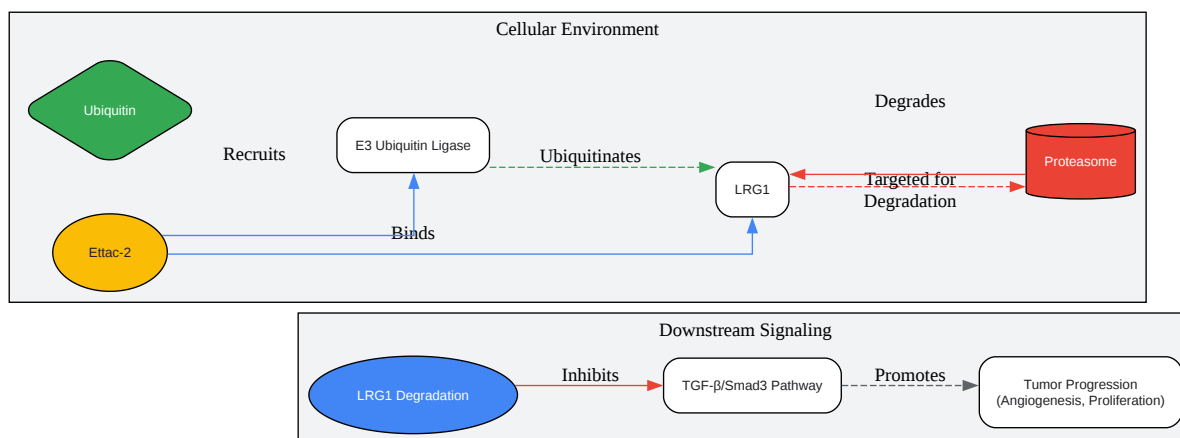 Cellular Environment
Ubiquitin
Degrades
E3 Ubiquitin Ligase
Recruits
Ubiquitinates
Proteasome
LRG1
Targeted for
Degradation
Binds
Ettac-2
Downstream Signaling
LRG1 Degradation
Inhibits
TGF-β/Smad3 Pathway
Promotes
Tumor Progression
(Angiogenesis, Proliferation)